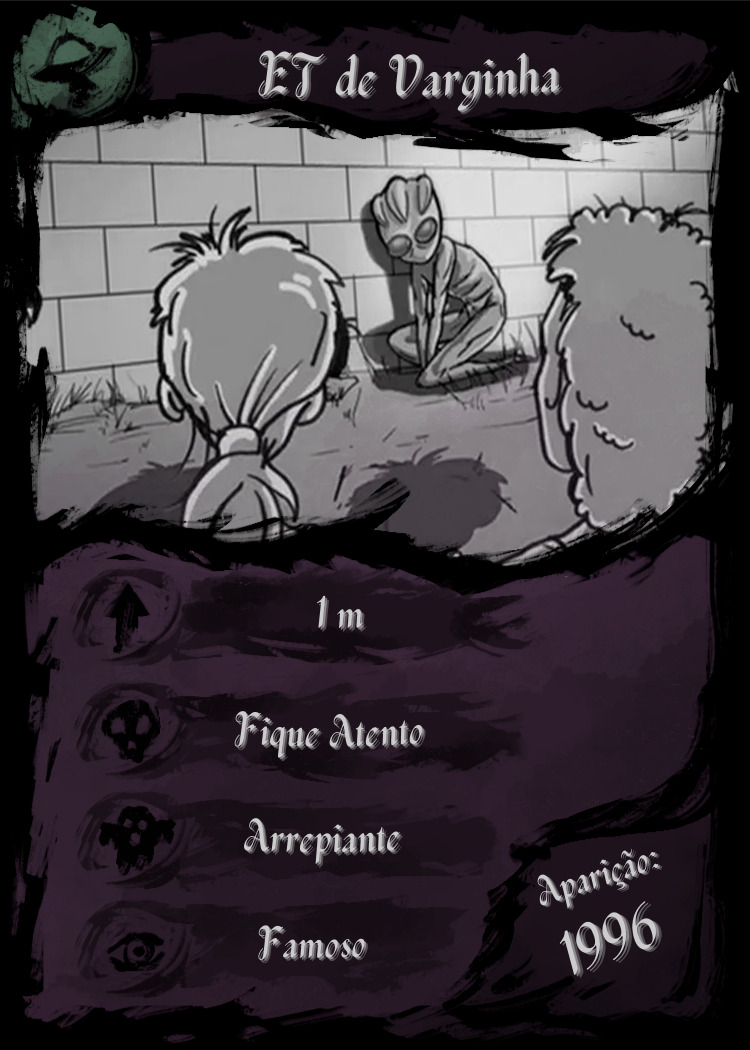 ET de Varginha
1 m
Fique Atento
Arrepiante
Famoso
Aparição:
1996